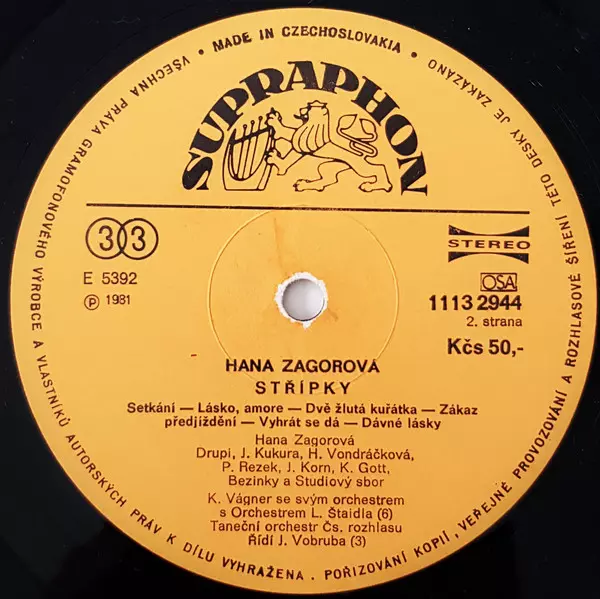 VŠECHNA PRÁVA GRAMOFONOVÉHO VÝROBCE A VLASTNÍKŮ AUTORSKÝCH PRÁV K DÍLU VYHRAŽENA . POŘIZOVÁNÍ KOPIÍ , VEŘEJNÉ PROVOZOVÁNÍ A ROZHLASOVÉ ŠÍŘENÍ TÉTO DESKY JE ZAKÁZÁNO
• MADE IN CZECHOSLOVAKIA •
SUPRAPHON
33
STEREO
E 5392
℗ 1981
OSA
1113 2944
2. strana
Kčs 50,-
HANA ZAGOROVÁ
STŘÍPKY
Setkání — Lásko, amore — Dvě žlutá kuřátka — Zákaz
předjíždění — Vyhrát se dá — Dávné lásky
Hana Zagorová
Drupi, J. Kukura, H. Vondráčková,
P. Rezek, J. Korn, K. Gott,
Bezinky a Studiový sbor
K. Vágner se svým orchestrem
s Orchestrem L. Štaidla (6)
Taneční orchestr Čs. rozhlasu
Řídí J. Vobruba (3)